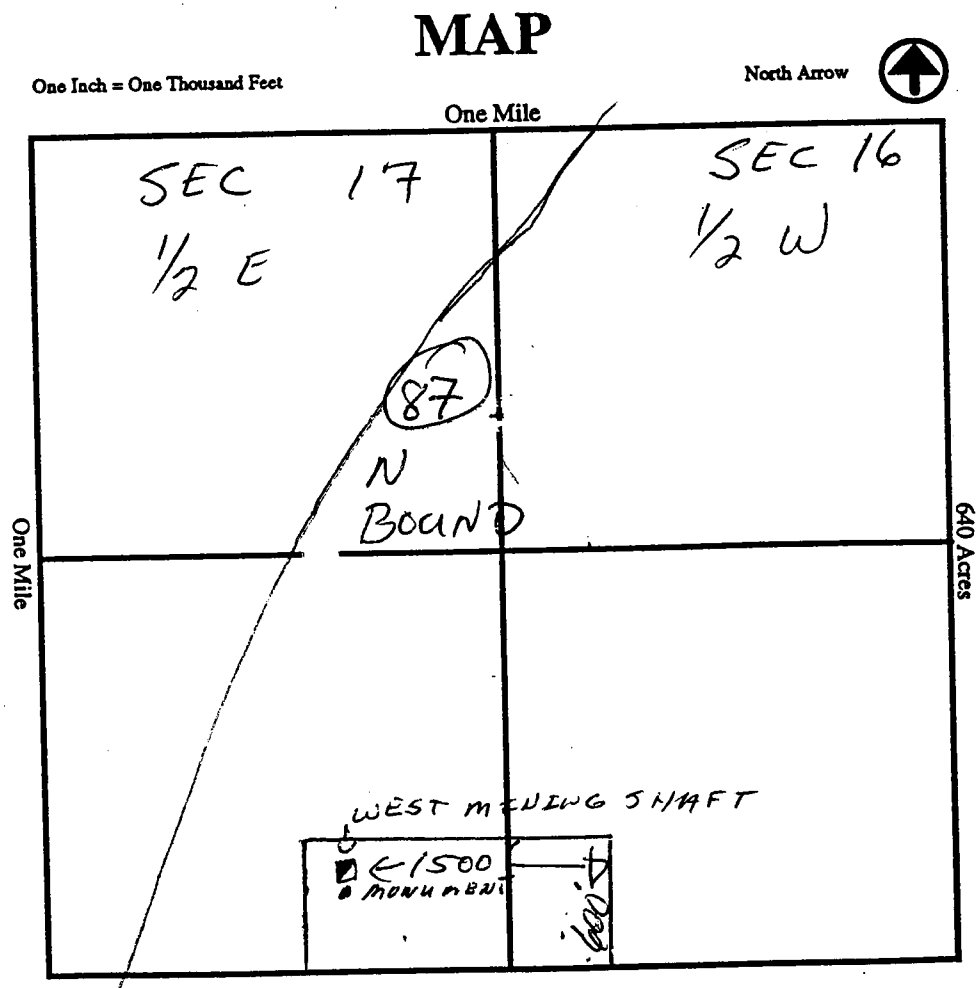 MAP
One Inch = One Thousand Feet
North Arrow
One Mile
SEC 17
1/2 E
SEC 16
1/2 W
87
N
BOUND
One Mile
640 Acres
WEST MINING SHAFT
←1500
MONUMENT
600'